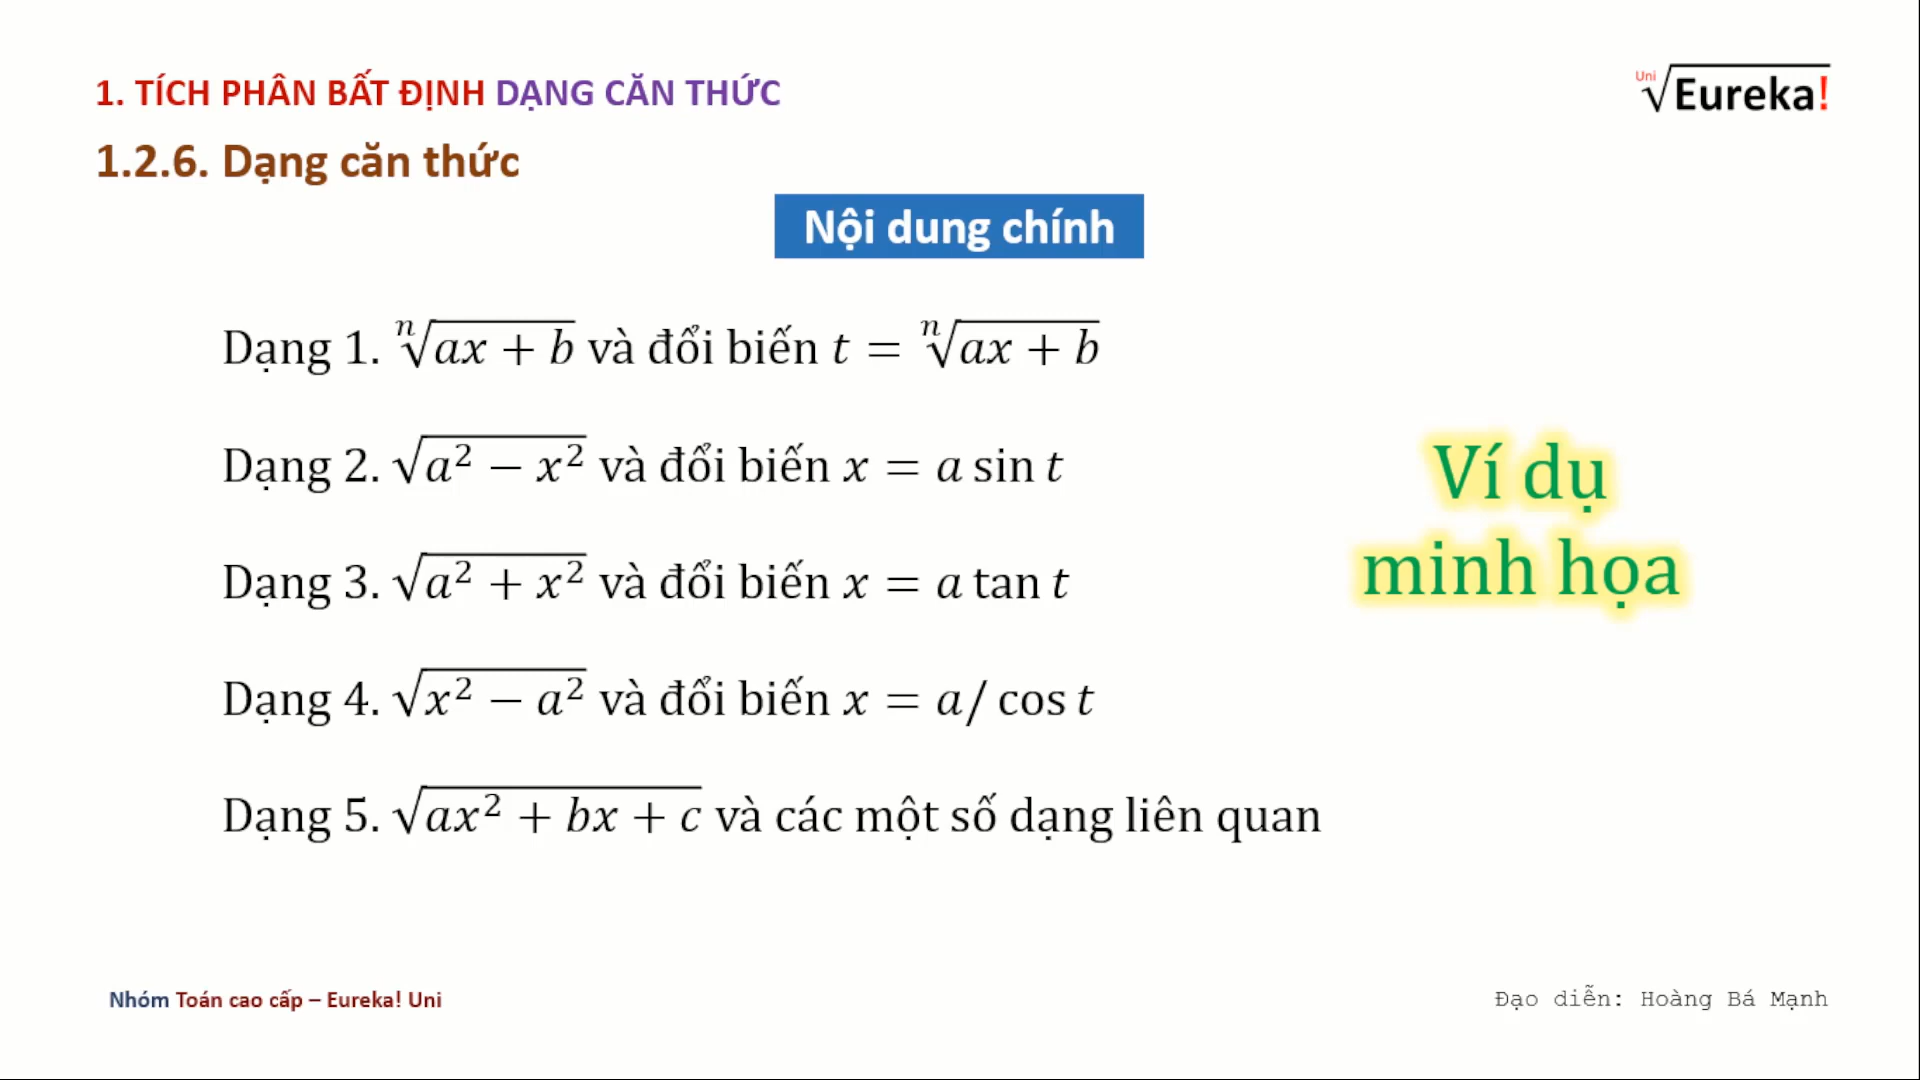 1. TÍCH PHÂN BẤT ĐỊNH DẠNG CĂN THỨC
Uni √Eureka!
1.2.6. Dạng căn thức
Nội dung chính
Dạng 1. ⁿ√(ax + b) và đổi biến t = ⁿ√(ax + b)
Dạng 2. √(a² − x²) và đổi biến x = a sin t
Dạng 3. √(a² + x²) và đổi biến x = a tan t
Dạng 4. √(x² − a²) và đổi biến x = a/ cos t
Dạng 5. √(ax² + bx + c) và các một số dạng liên quan
Ví dụ
minh họa
Nhóm Toán cao cấp – Eureka! Uni
Đạo diễn: Hoàng Bá Mạnh